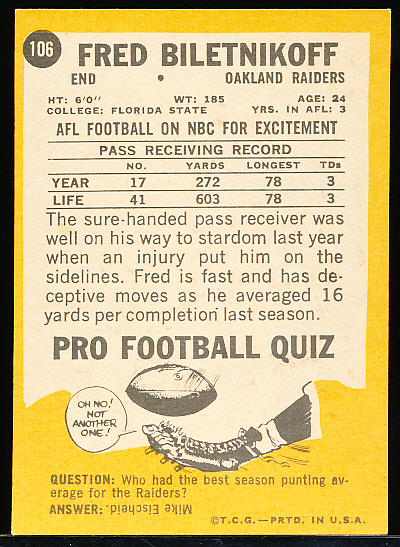 106
FRED BILETNIKOFF
END • OAKLAND RAIDERS
HT: 6'0" WT: 185 AGE: 24
COLLEGE: FLORIDA STATE YRS. IN AFL: 3
AFL FOOTBALL ON NBC FOR EXCITEMENT
PASS RECEIVING RECORD
NO. YARDS LONGEST TDs
YEAR 17 272 78 3
LIFE 41 603 78 3
The sure-handed pass receiver was
well on his way to stardom last year
when an injury put him on the
sidelines. Fred is fast and has de-
ceptive moves as he averaged 16
yards per completion last season.
PRO FOOTBALL QUIZ
OH NO!
NOT
ANOTHER
ONE!
QUESTION: Who had the best season punting av-
erage for the Raiders?
ANSWER: Mike Eischeid.
©T.C.G.—PRTD. IN U.S.A.